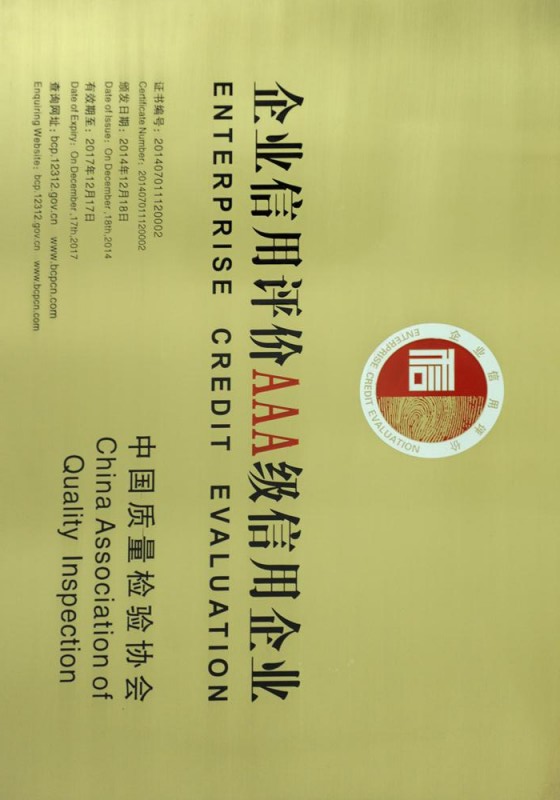 企业信用评价
ENTERPRISE CREDIT EVALUATION
信
企业信用评价AAA级信用企业
ENTERPRISE CREDIT EVALUATION
证书编号：201407011120002
Certificate Number：201407011120002
颁发日期：2014年12月18日
Date of Issue：On December ,18th,2014
有效期至：2017年12月17日
Date of Expiry：On December ,17th,2017
查询网址：bcp.12312.gov.cn www.bcpcn.com
Enquiring Website：bcp.12312.gov.cn www.bcpcn.com
中国质量检验协会
China Association of
Quality Inspection